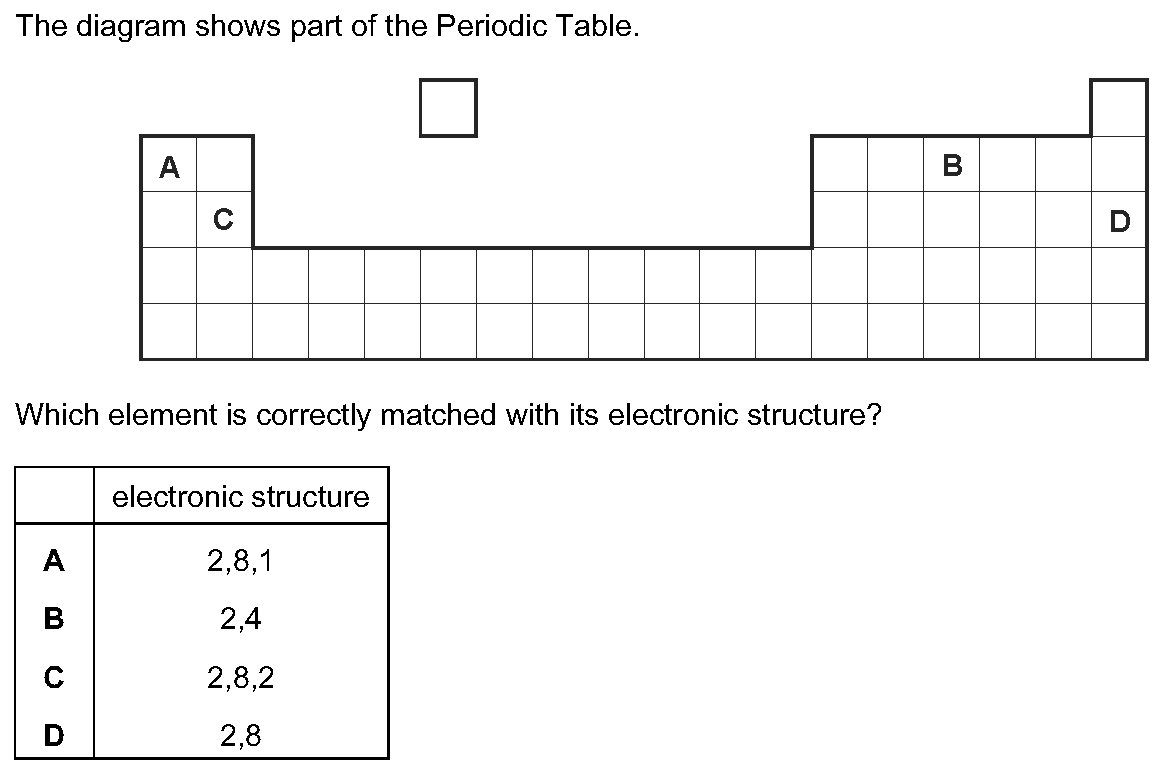 The diagram shows part of the Periodic Table.
A
B
C
D
Which element is correctly matched with its electronic structure?
electronic structure
A 2,8,1
B 2,4
C 2,8,2
D 2,8